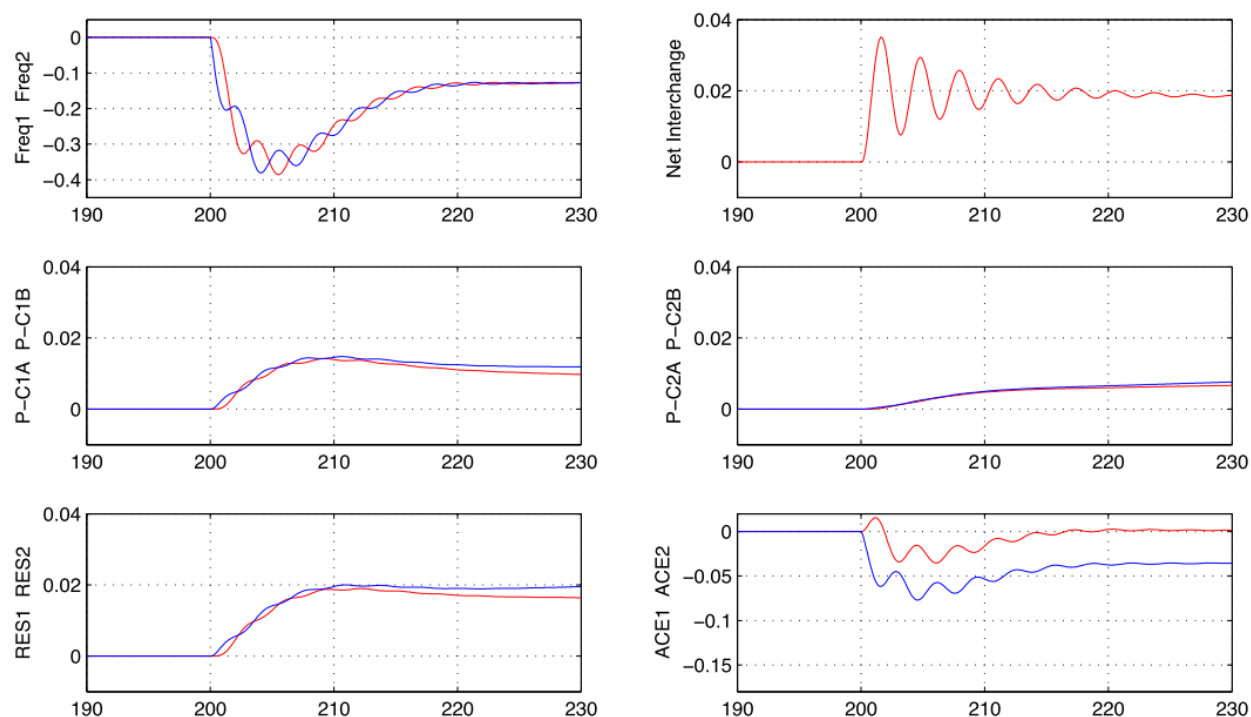 0
−0.1
−0.2
−0.3
−0.4
Freq1 Freq2
190 200 210 220 230
0.04
0.02
0
Net Interchange
190 200 210 220 230
0.04
0.02
0
P−C1A P−C1B
190 200 210 220 230
0.04
0.02
0
P−C2A P−C2B
190 200 210 220 230
0.04
0.02
0
RES1 RES2
190 200 210 220 230
0
−0.05
−0.1
−0.15
ACE1 ACE2
190 200 210 220 230